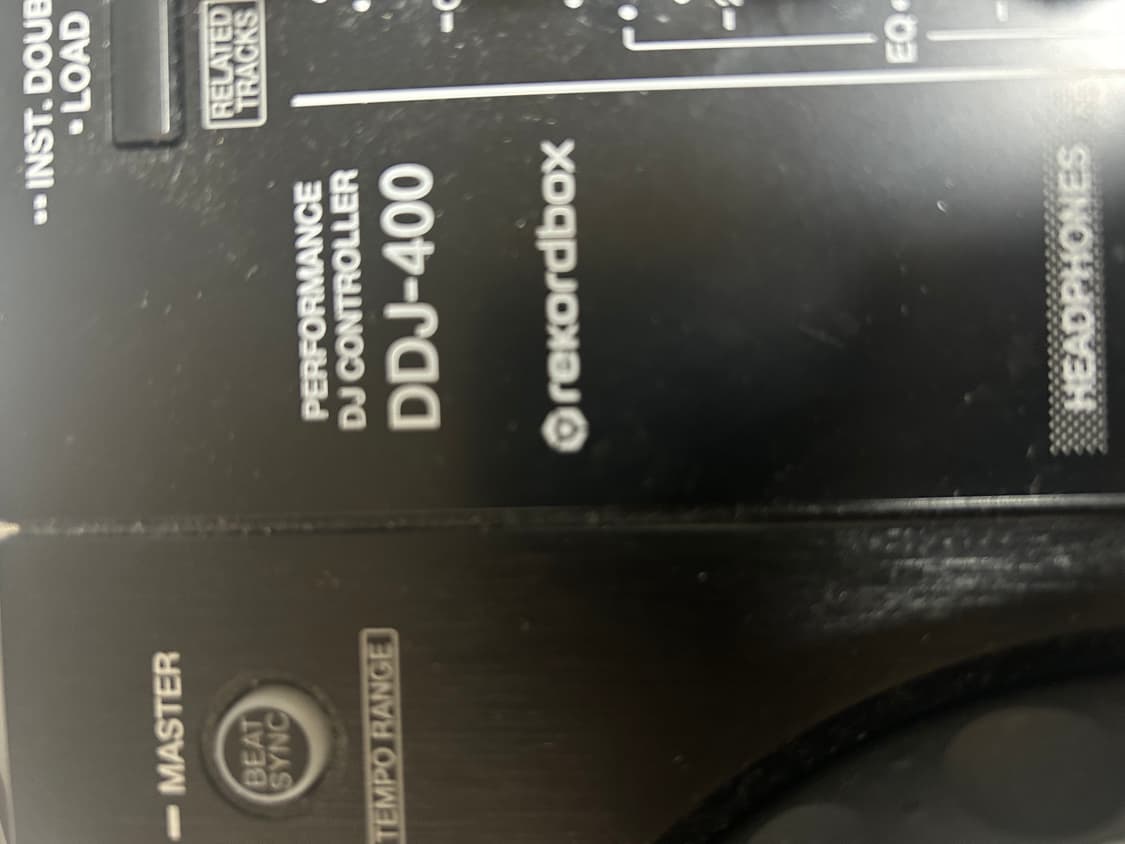 •• INST. DOUB
• LOAD
RELATED
TRACKS
PERFORMANCE
DJ CONTROLLER
DDJ-400
rekordbox
EQ
HEADPHONES
— MASTER
BEAT
SYNC
TEMPO RANGE